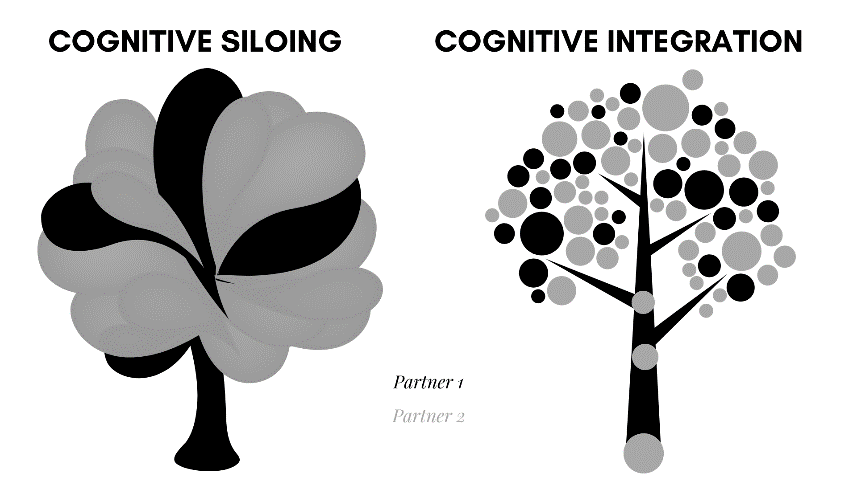 COGNITIVE SILOING
COGNITIVE INTEGRATION
Partner 1
Partner 2